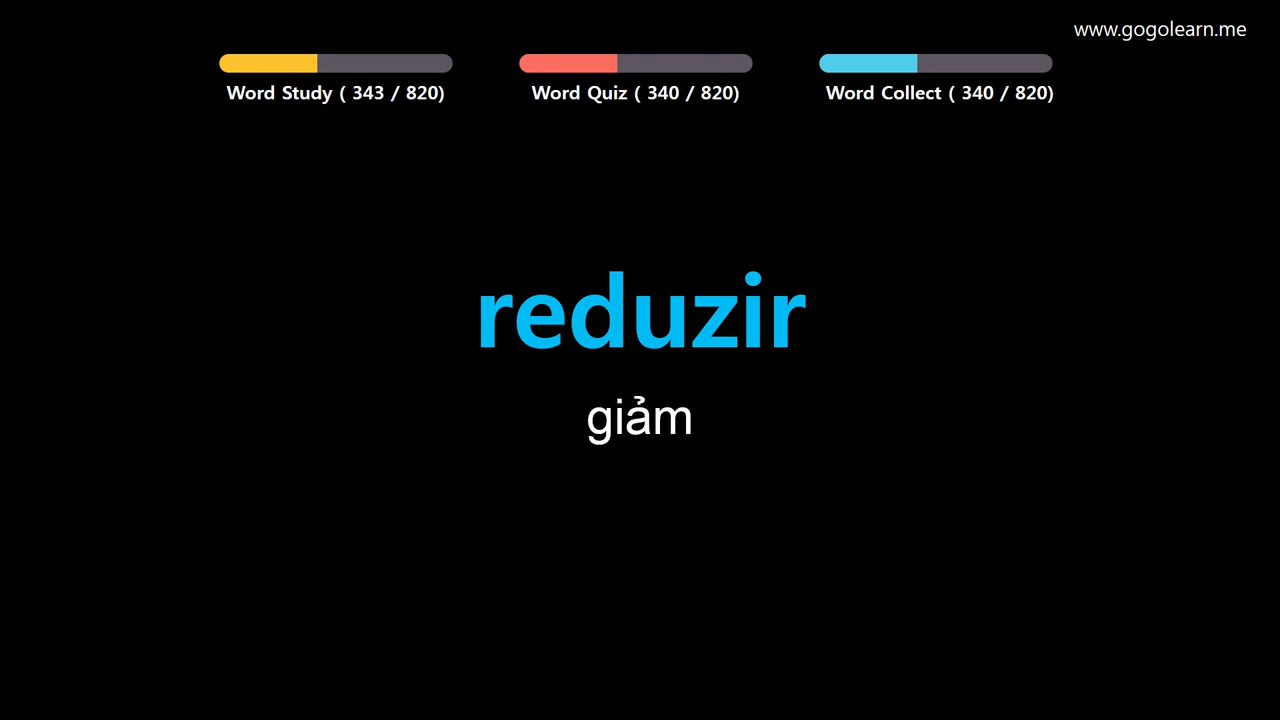 www.gogolearn.me
Word Study ( 343 / 820)
Word Quiz ( 340 / 820)
Word Collect ( 340 / 820)
reduzir
giảm